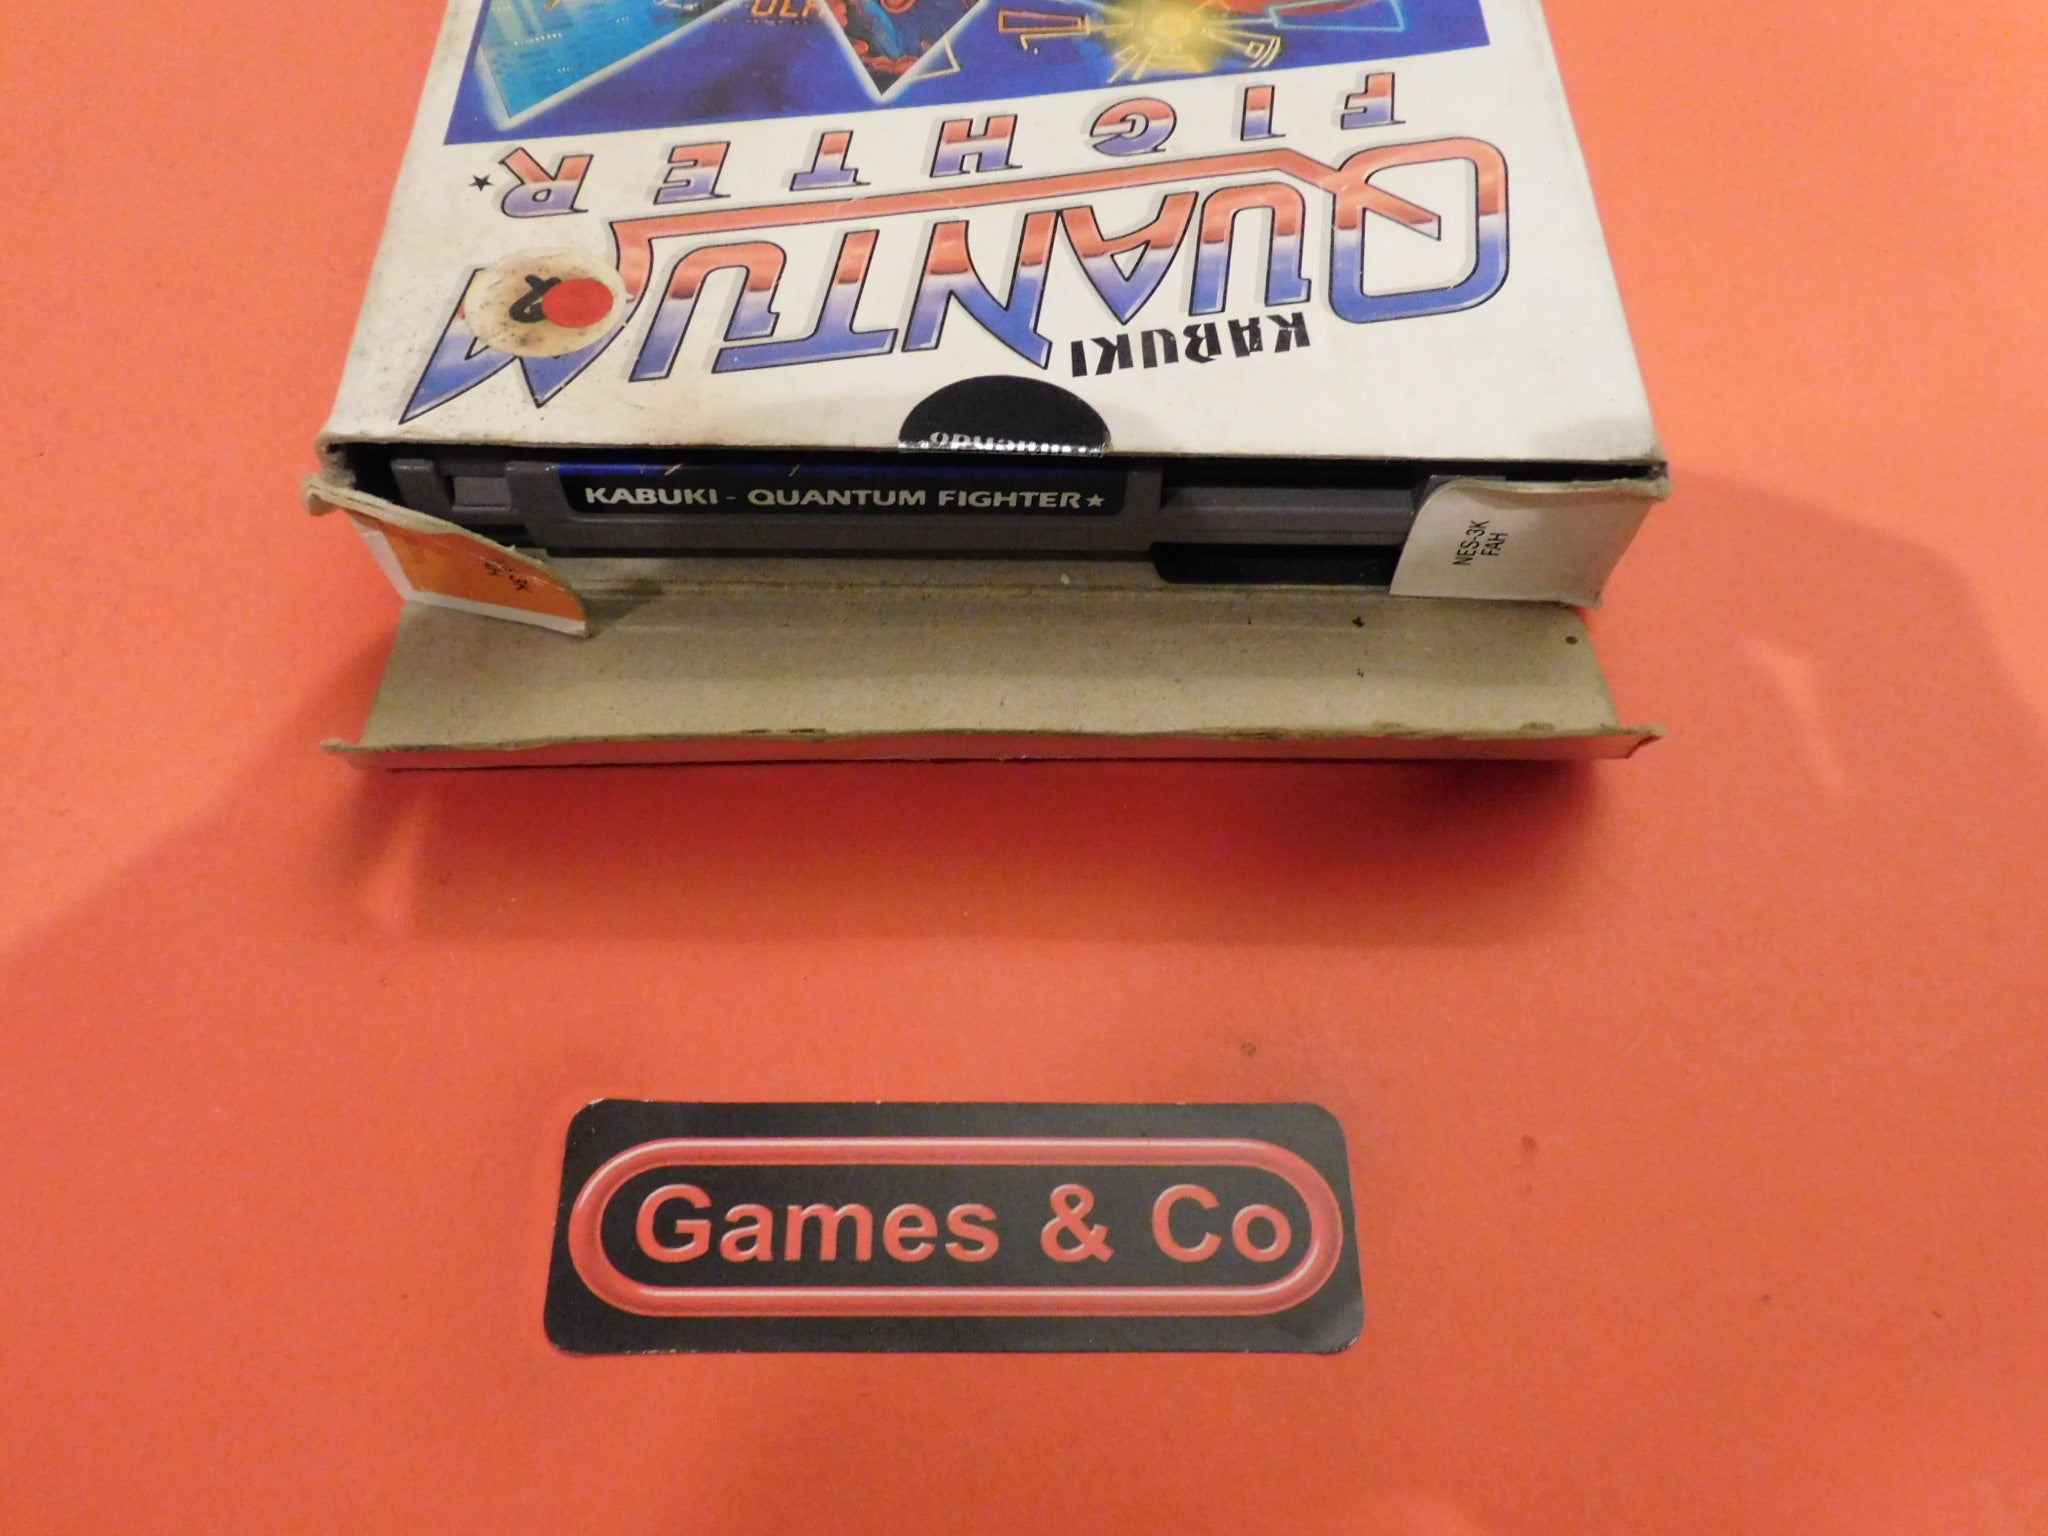 KABUKI
QUANTUM
FIGHTER*
KABUKI - QUANTUM FIGHTER★
NES-3K
FAH
Games & Co